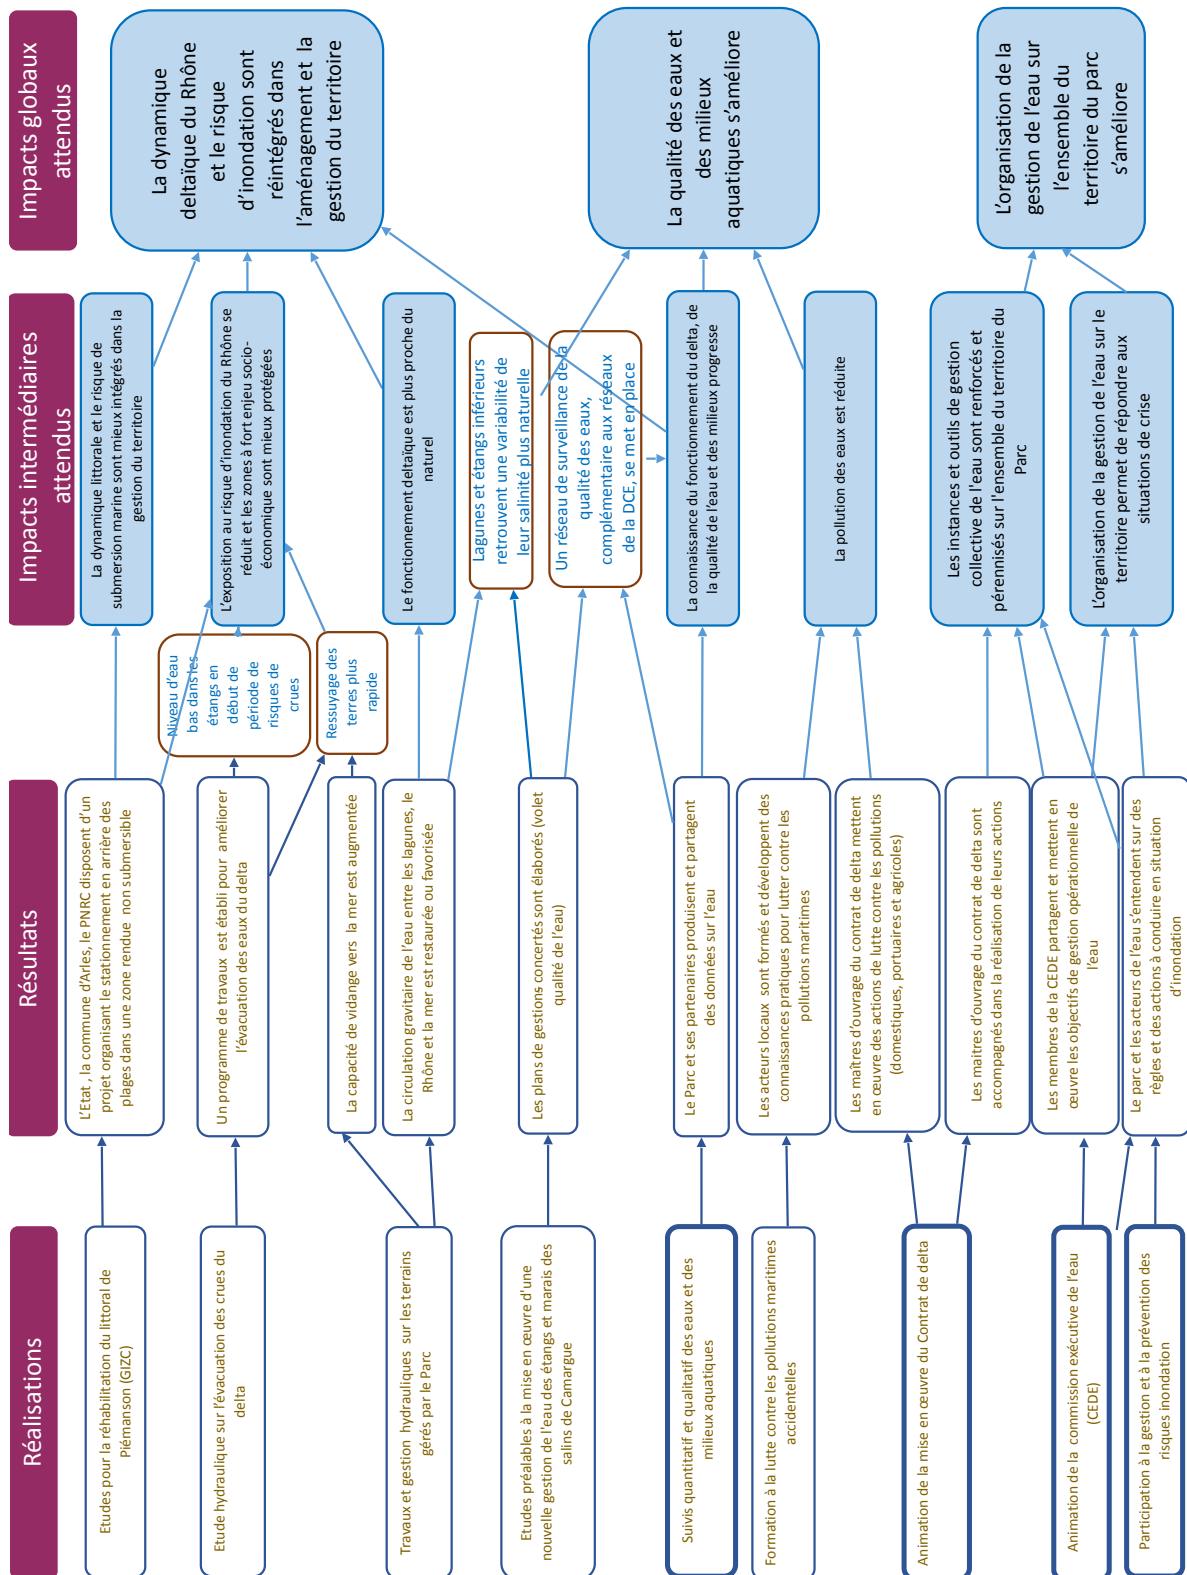 Réalisations
Résultats
Impacts intermédiaires
attendus
Impacts globaux
attendus
Etudes pour la réhabilitation du littoral de
Piémanson (GIZC)
Etude hydraulique sur l'évacuation des crues du
delta
Travaux et gestion hydrauliques sur les terrains
gérés par le Parc
Etudes préalables à la mise en œuvre d'une
nouvelle gestion de l'eau des étangs et marais des
salins de Camargue
Suivis quantitatif et qualitatif des eaux et des
milieux aquatiques
Formation à la lutte contre les pollutions maritimes
accidentelles
Animation de la mise en œuvre du Contrat de delta
Animation de la commission exécutive de l'eau
(CEDE)
Participation à la gestion et à la prévention des
risques inondation
L'Etat , la commune d'Arles, le PNRC disposent d'un
projet organisant le stationnement en arrière des
plages dans une zone rendue non submersible
Un programme de travaux est établi pour améliorer
l'évacuation des eaux du delta
La capacité de vidange vers la mer est augmentée
La circulation gravitaire de l'eau entre les lagunes, le
Rhône et la mer est restaurée ou favorisée
Les plans de gestions concertés sont élaborés (volet
qualité de l'eau)
Le Parc et ses partenaires produisent et partagent
des données sur l'eau
Les acteurs locaux sont formés et développent des
connaissances pratiques pour lutter contre les
pollutions maritimes
Les maîtres d'ouvrage du contrat de delta mettent
en œuvre des actions de lutte contre les pollutions
(domestiques, portuaires et agricoles)
Les maitres d'ouvrage du contrat de delta sont
accompagnés dans la réalisation de leurs actions
Les membres de la CEDE partagent et mettent en
œuvre les objectifs de gestion opérationnelle de
l'eau
Le parc et les acteurs de l'eau s'entendent sur des
règles et des actions à conduire en situation
d'inondation
Niveau d'eau
bas dans les
étangs en
début de
période de
risques de
crues
Ressuyage des
terres plus
rapide
La dynamique littorale et le risque de
submersion marine sont mieux intégrés dans la
gestion du territoire
L'exposition au risque d'inondation du Rhône se
réduit et les zones à fort enjeu socio-
économique sont mieux protégées
Le fonctionnement deltaïque est plus proche du
naturel
Lagunes et étangs inférieurs
retrouvent une variabilité de
leur salinité plus naturelle
Un réseau de surveillance de la
qualité des eaux,
complémentaire aux réseaux
de la DCE, se met en place
La connaissance du fonctionnement du delta, de
la qualité de l'eau et des milieux progresse
La pollution des eaux est réduite
Les instances et outils de gestion
collective de l'eau sont renforcés et
pérennisés sur l'ensemble du territoire du
Parc
L'organisation de la gestion de l'eau sur le
territoire permet de répondre aux
situations de crise
La dynamique
deltaïque du Rhône
et le risque
d'inondation sont
réintégrés dans
l'aménagement et la
gestion du territoire
La qualité des eaux et
des milieux
aquatiques s'améliore
L'organisation de la
gestion de l'eau sur
l'ensemble du
territoire du parc
s'améliore